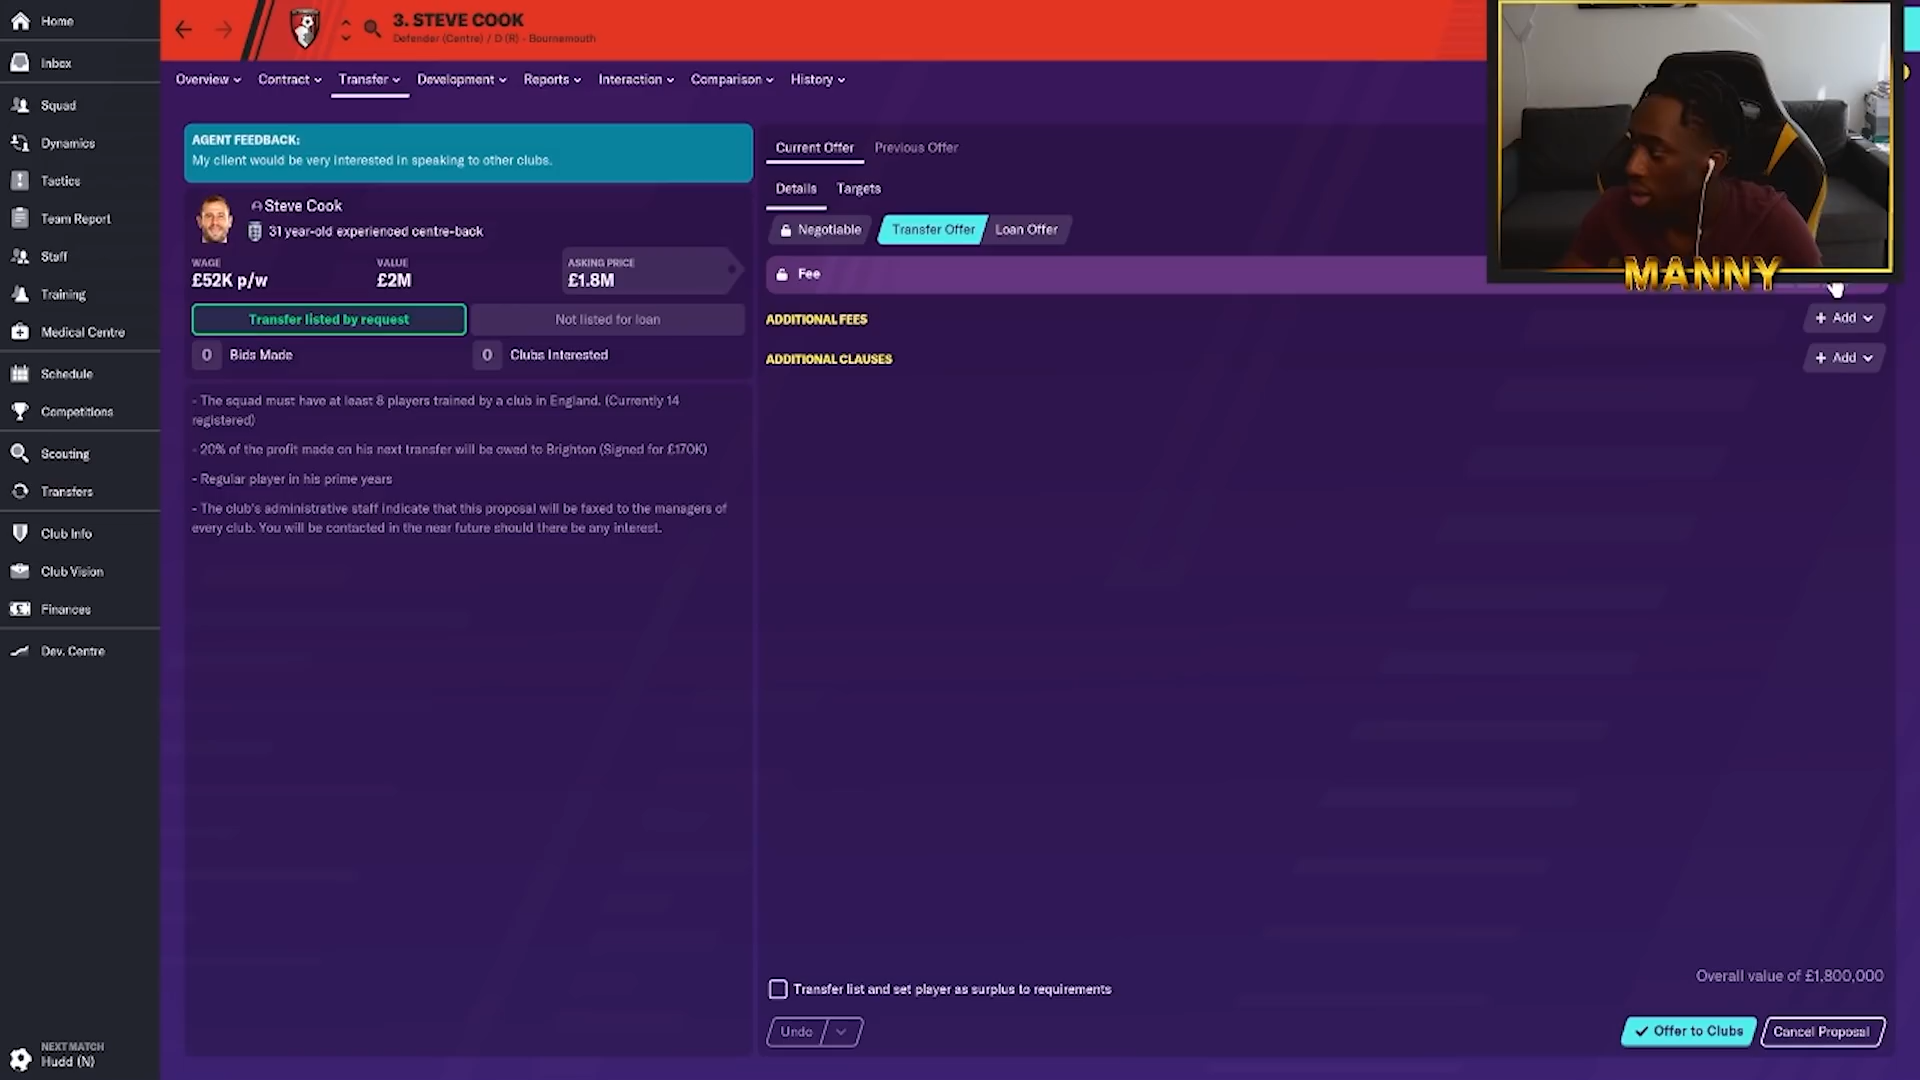 Home
Inbox
Squad
Dynamics
Tactics
Team Report
Staff
Training
Medical Centre
Schedule
Competitions
Scouting
Transfers
Club Info
Club Vision
Finances
Dev. Centre
NEXT MATCH
Hudd (N)
3. STEVE COOK
Defender (Centre) / D (R) - Bournemouth
Overview
Contract
Transfer
Development
Reports
Interaction
Comparison
History
AGENT FEEDBACK:
My client would be very interested in speaking to other clubs.
Steve Cook
31 year-old experienced centre-back
WAGE
£52K p/w
VALUE
£2M
ASKING PRICE
£1.8M
Transfer listed by request
Not listed for loan
0 Bids Made
0 Clubs Interested
- The squad must have at least 8 players trained by a club in England. (Currently 14
registered)
- 20% of the profit made on his next transfer will be owed to Brighton (Signed for £170K)
- Regular player in his prime years
- The club's administrative staff indicate that this proposal will be faxed to the managers of
every club. You will be contacted in the near future should there be any interest.
Current Offer
Previous Offer
Details
Targets
Negotiable
Transfer Offer
Loan Offer
Fee
ADDITIONAL FEES
+ Add
ADDITIONAL CLAUSES
+ Add
MANNY
Overall value of £1,800,000
Transfer list and set player as surplus to requirements
Undo
Offer to Clubs
Cancel Proposal